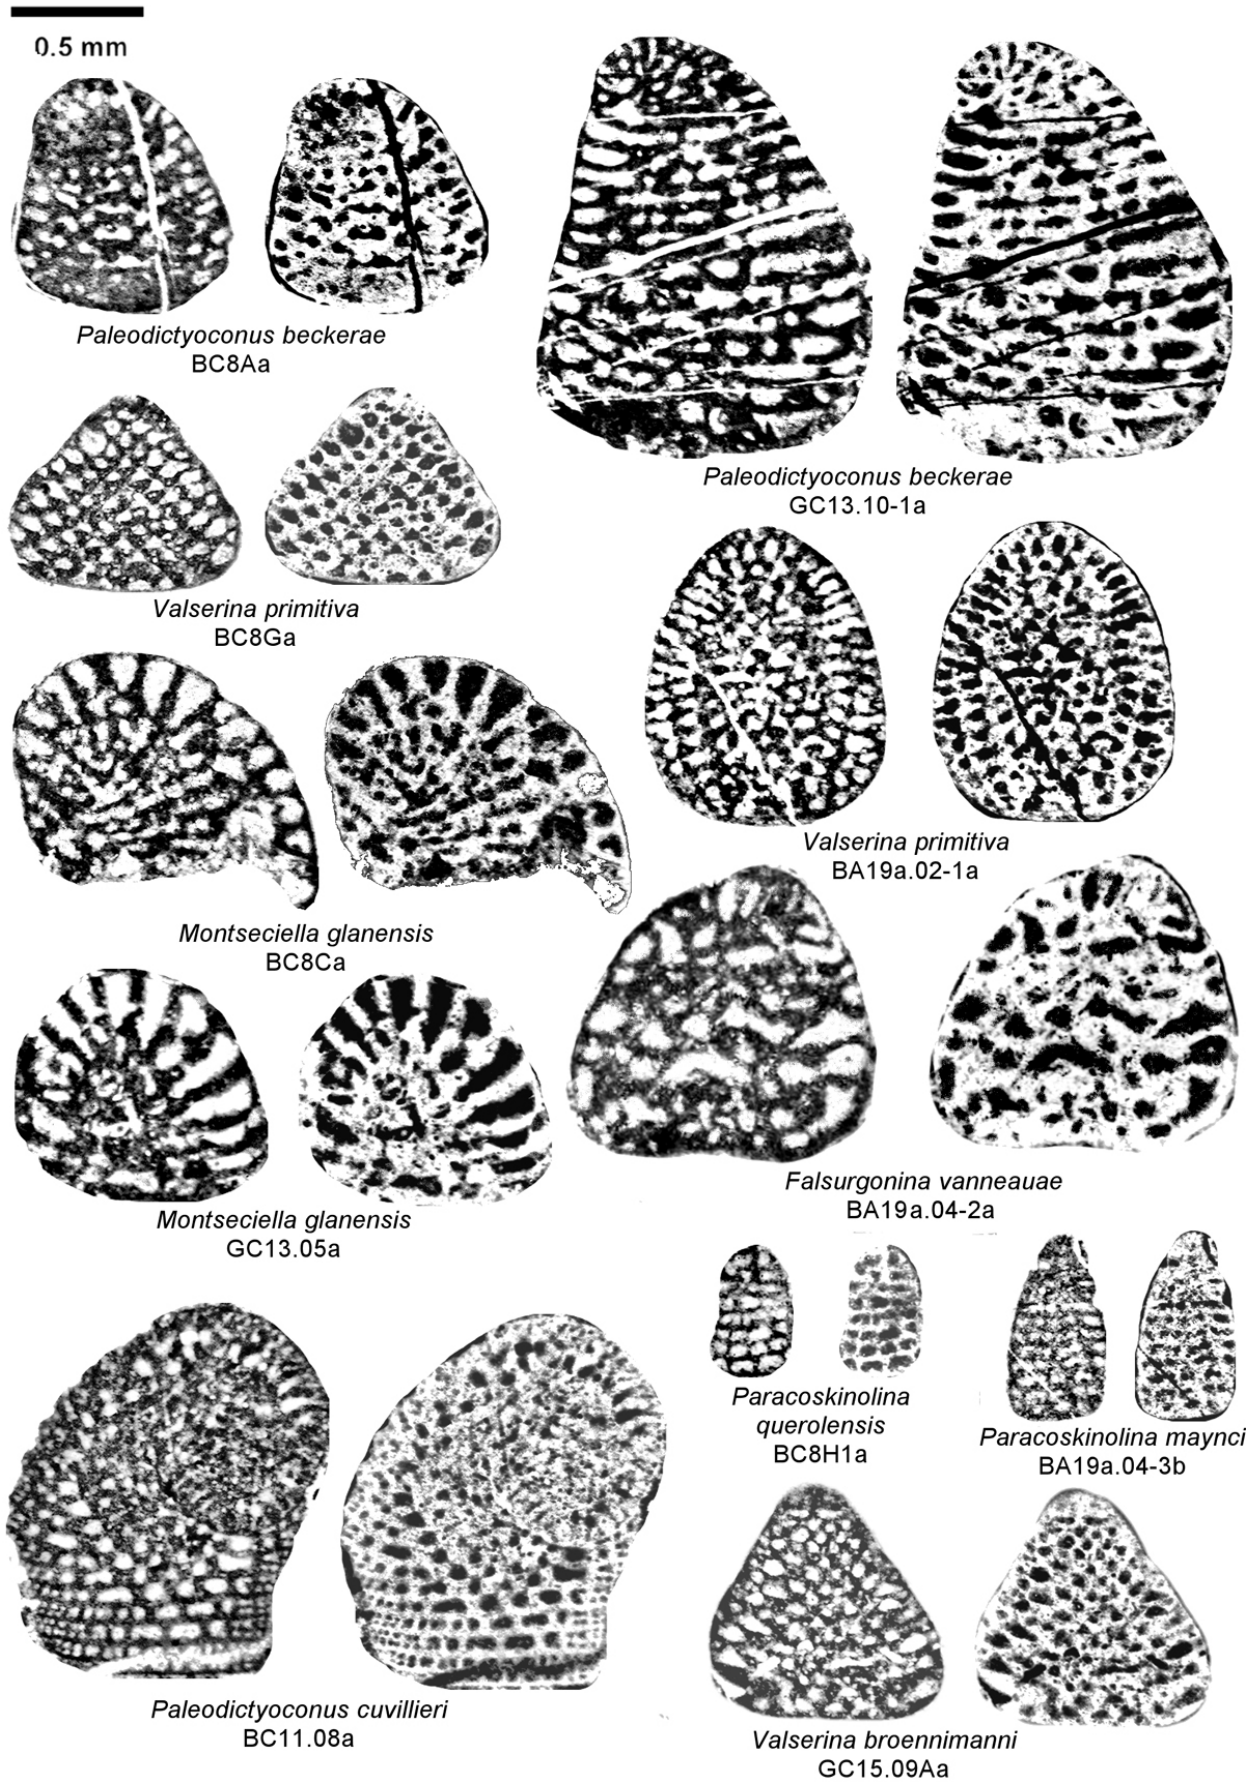 0.5 mm
Paleodictyoconus beckerae
BC8Aa
Paleodictyoconus beckerae
GC13.10-1a
Valserina primitiva
BC8Ga
Valserina primitiva
BA19a.02-1a
Montseciella glanensis
BC8Ca
Falsurgonina vanneauae
BA19a.04-2a
Montseciella glanensis
GC13.05a
Paracoskinolina
querolensis
BC8H1a
Paracoskinolina maynci
BA19a.04-3b
Paleodictyoconus cuvillieri
BC11.08a
Valserina broennimanni
GC15.09Aa